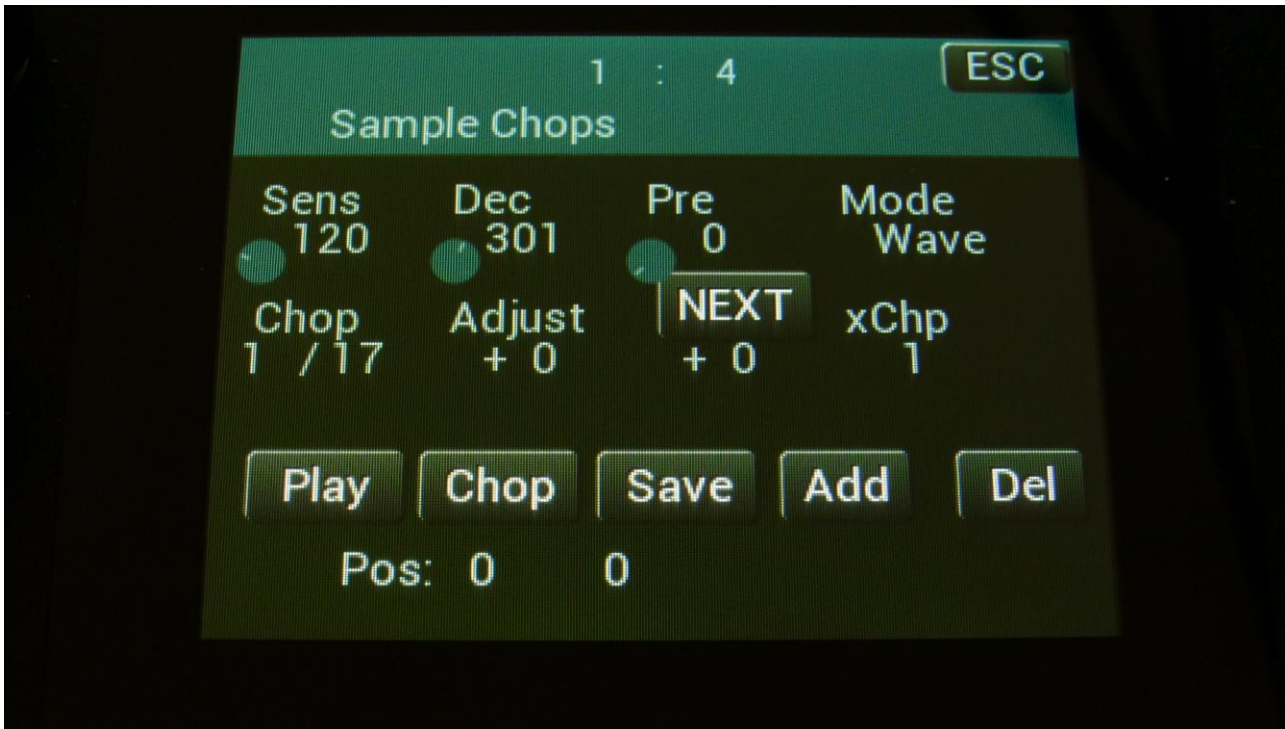 1 : 4 ESC
Sample Chops
Sens Dec Pre Mode
120 301 0 Wave
NEXT
Chop Adjust xChp
1 /17 + 0 + 0 1
Play Chop Save Add Del
Pos: 0 0